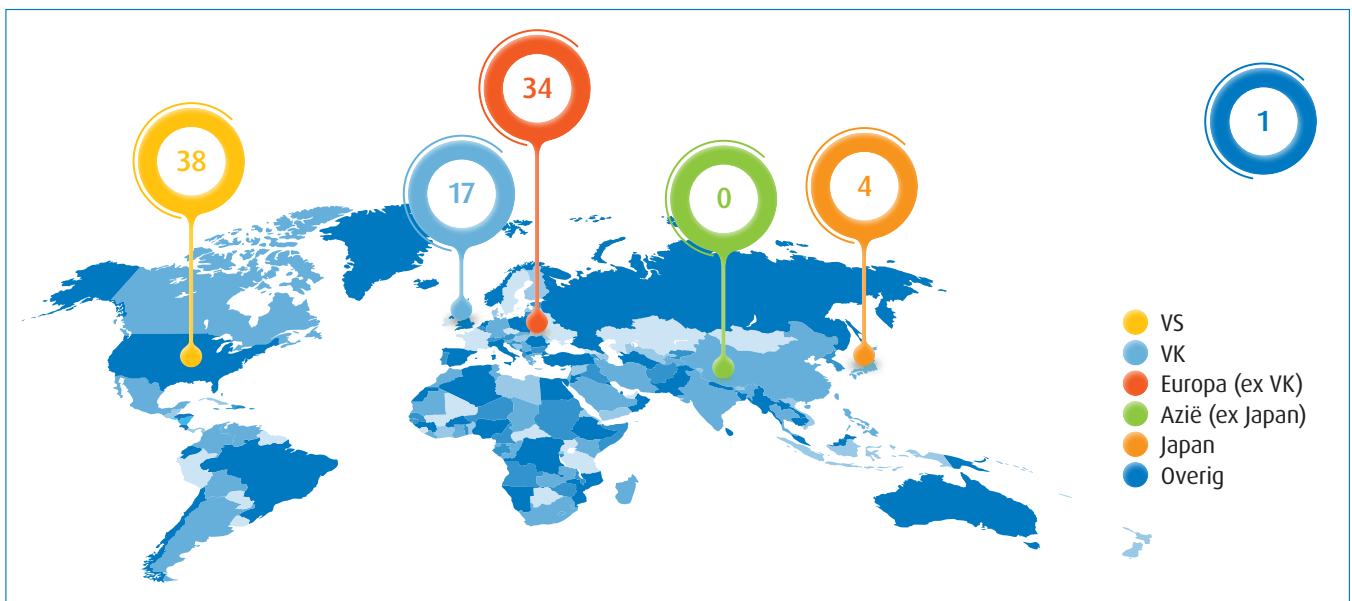 34
1
38
17
0
4
VS
VK
Europa (ex VK)
Azië (ex Japan)
Japan
Overig